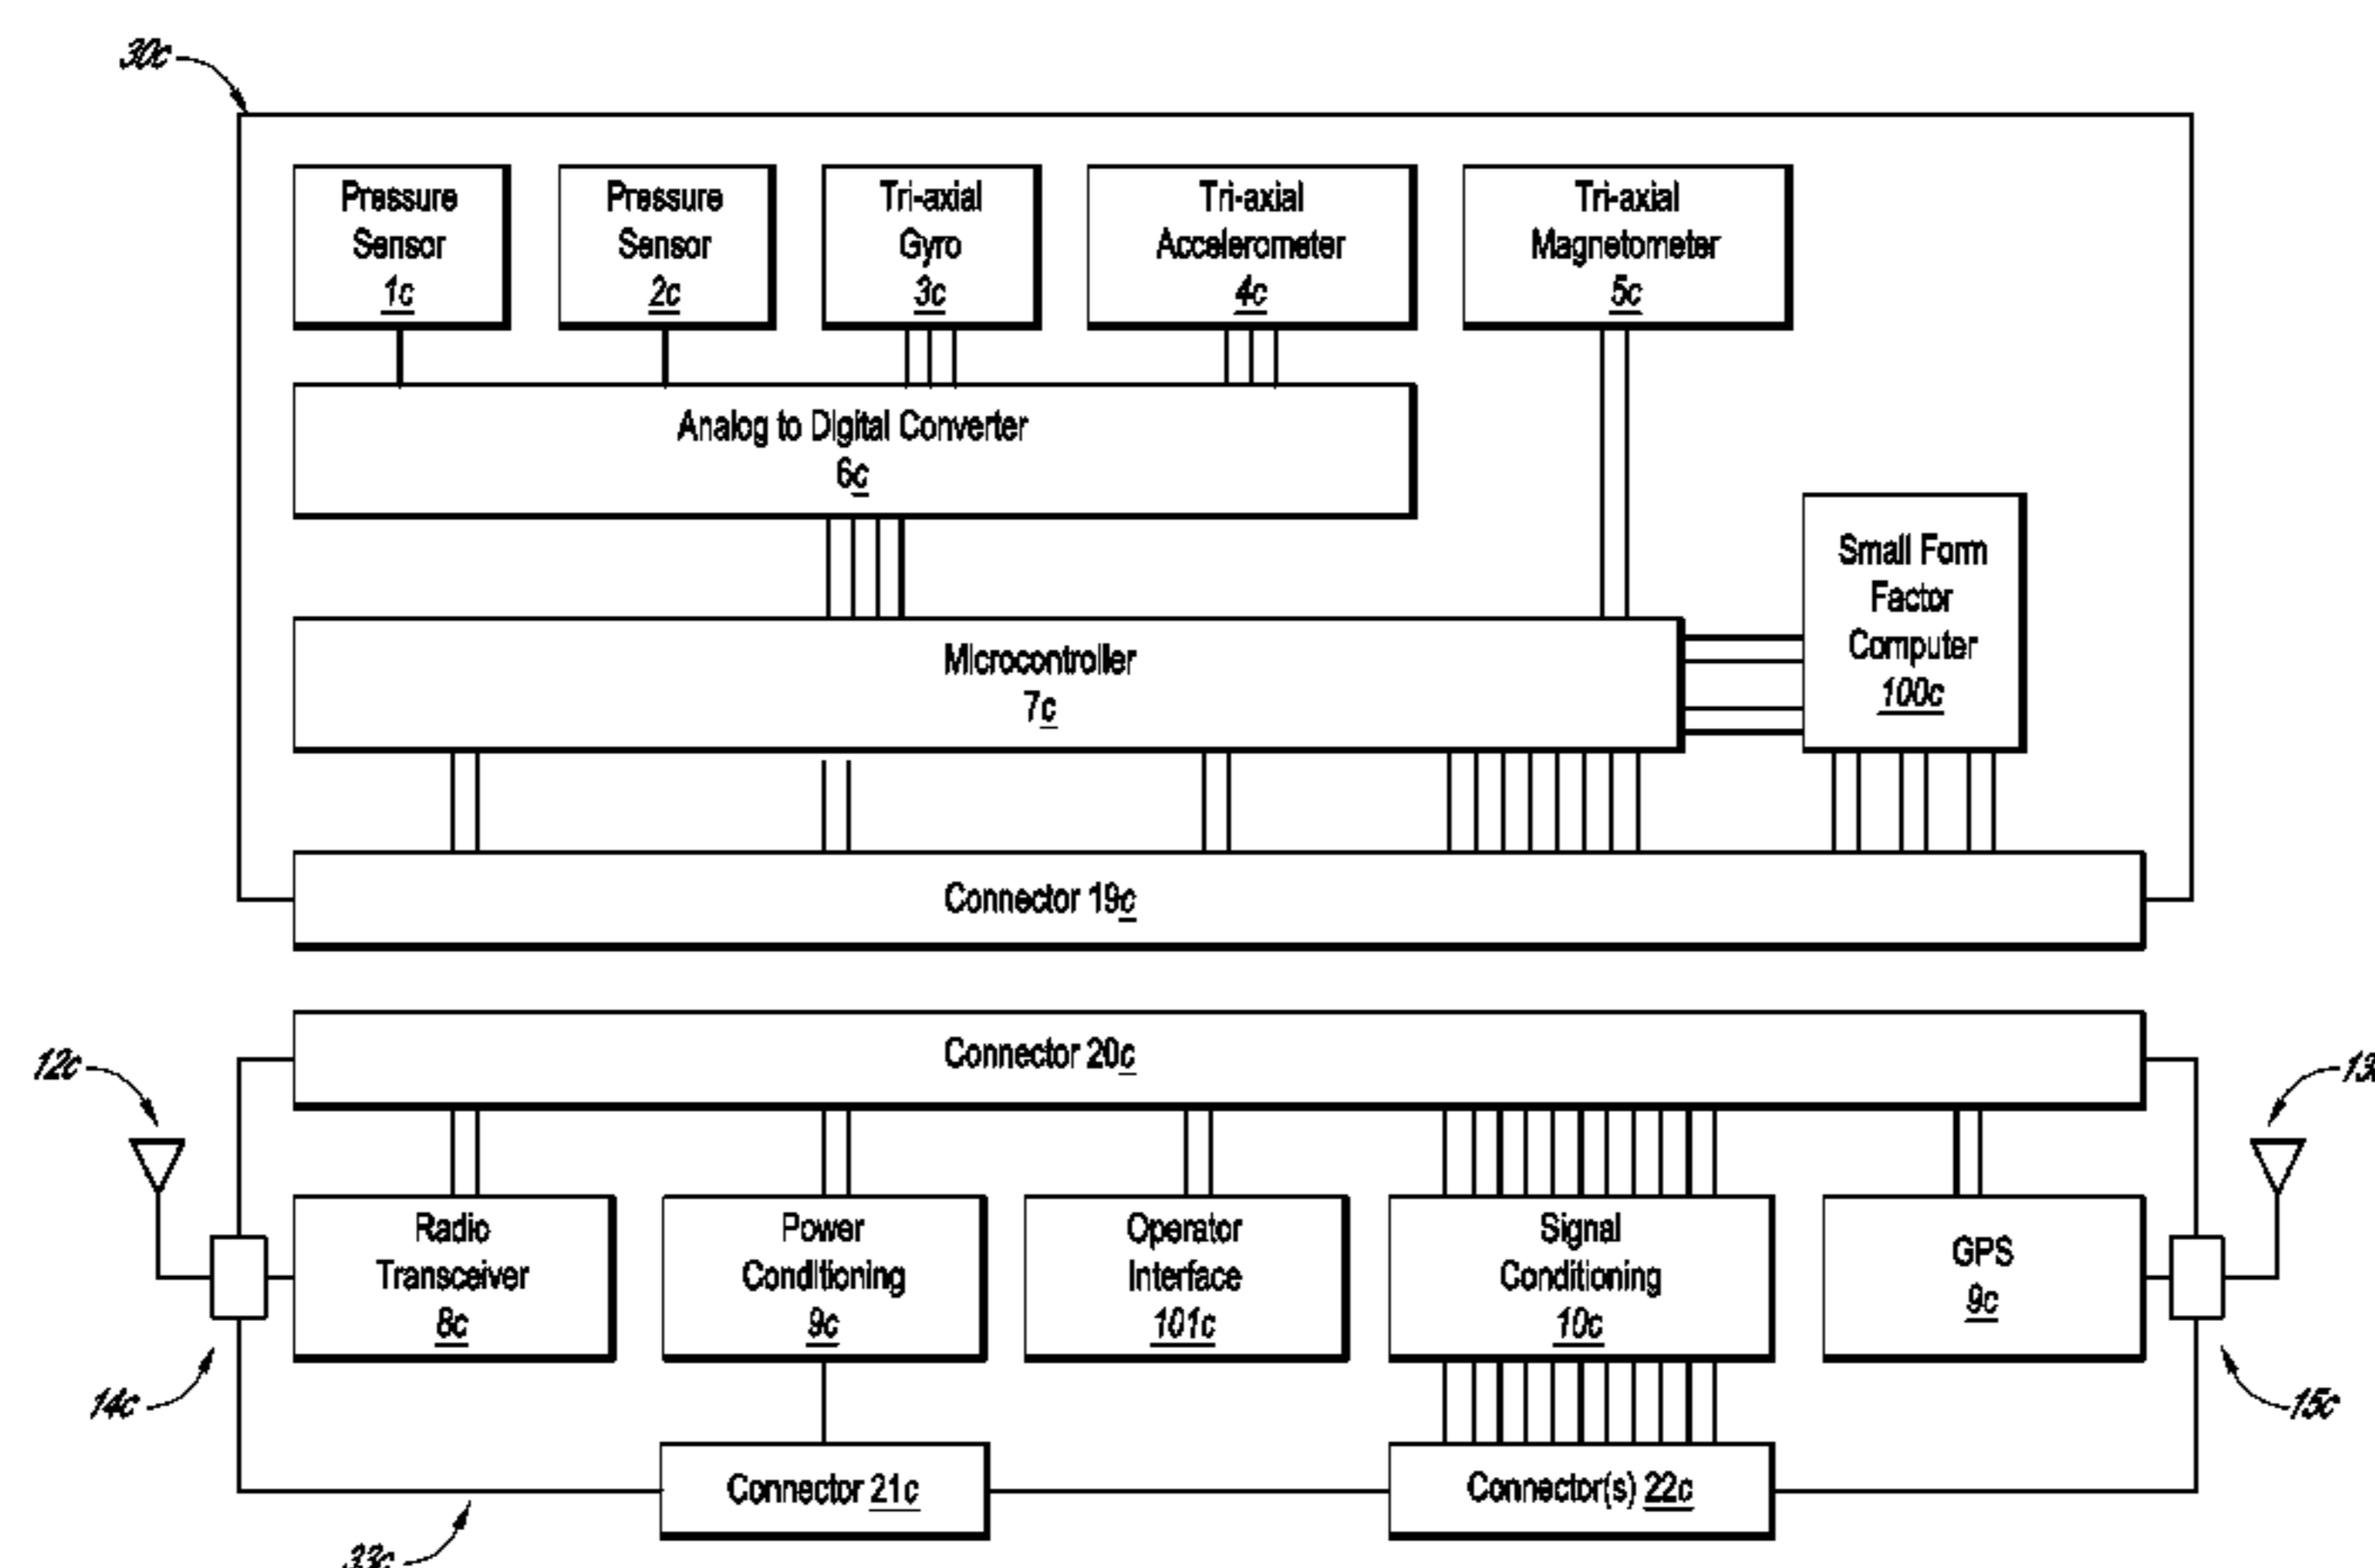 30c
Pressure
Sensor
1c
Pressure
Sensor
2c
Tri-axial
Gyro
3c
Tri-axial
Accelerometer
4c
Tri-axial
Magnetometer
5c
Analog to Digital Converter
6c
Small Form
Factor
Computer
100c
Microcontroller
7c
Connector 19c
Connector 20c
12c
13
Radio
Transceiver
8c
Power
Conditioning
9c
Operator
Interface
101c
Signal
Conditioning
10c
GPS
9c
14c
15c
Connector 21c
Connector(s) 22c
33c